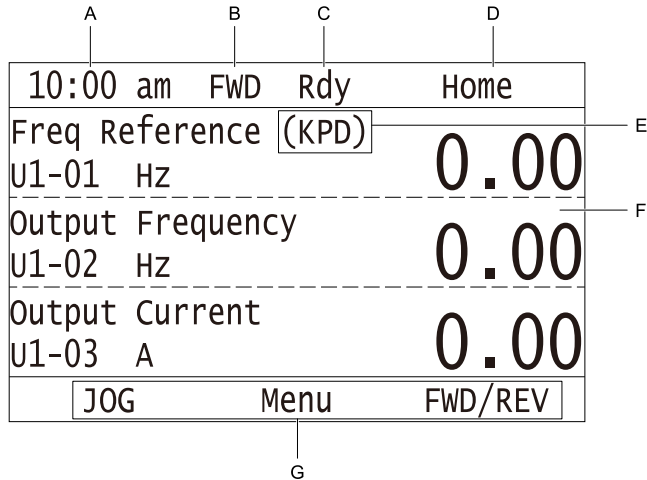 A B C D
10:00 am FWD Rdy Home
Freq Reference (KPD)
U1-01 Hz 0.00
E
Output Frequency
U1-02 Hz 0.00
F
Output Current
U1-03 A 0.00
JOG Menu FWD/REV
G